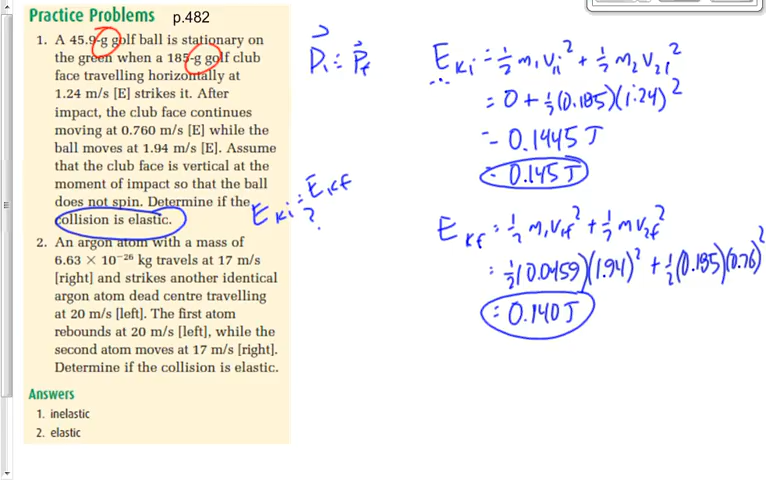 Practice Problems p.482
1. A 45.9-g golf ball is stationary on
the green when a 185-g golf club
face travelling horizontally at
1.24 m/s [E] strikes it. After
impact, the club face continues
moving at 0.760 m/s [E] while the
ball moves at 1.94 m/s [E]. Assume
that the club face is vertical at the
moment of impact so that the ball
does not spin. Determine if the
collision is elastic.
2. An argon atom with a mass of
6.63 × 10⁻²⁶ kg travels at 17 m/s
[right] and strikes another identical
argon atom dead centre travelling
at 20 m/s [left]. The first atom
rebounds at 20 m/s [left], while the
second atom moves at 17 m/s [right].
Determine if the collision is elastic.
Answers
1. inelastic
2. elastic
P⃗i = P⃗f
EKi = EKf
?
EKi = ½ m₁v₁i² + ½ m₂v₂i²
= 0 + ½(0.185)(1.24)²
= 0.1445 J
= 0.145 J
EKf = ½ m₁v₁f² + ½ m v₂f²
= ½(0.0459)(1.94)² + ½(0.185)(0.76)²
= 0.140 J